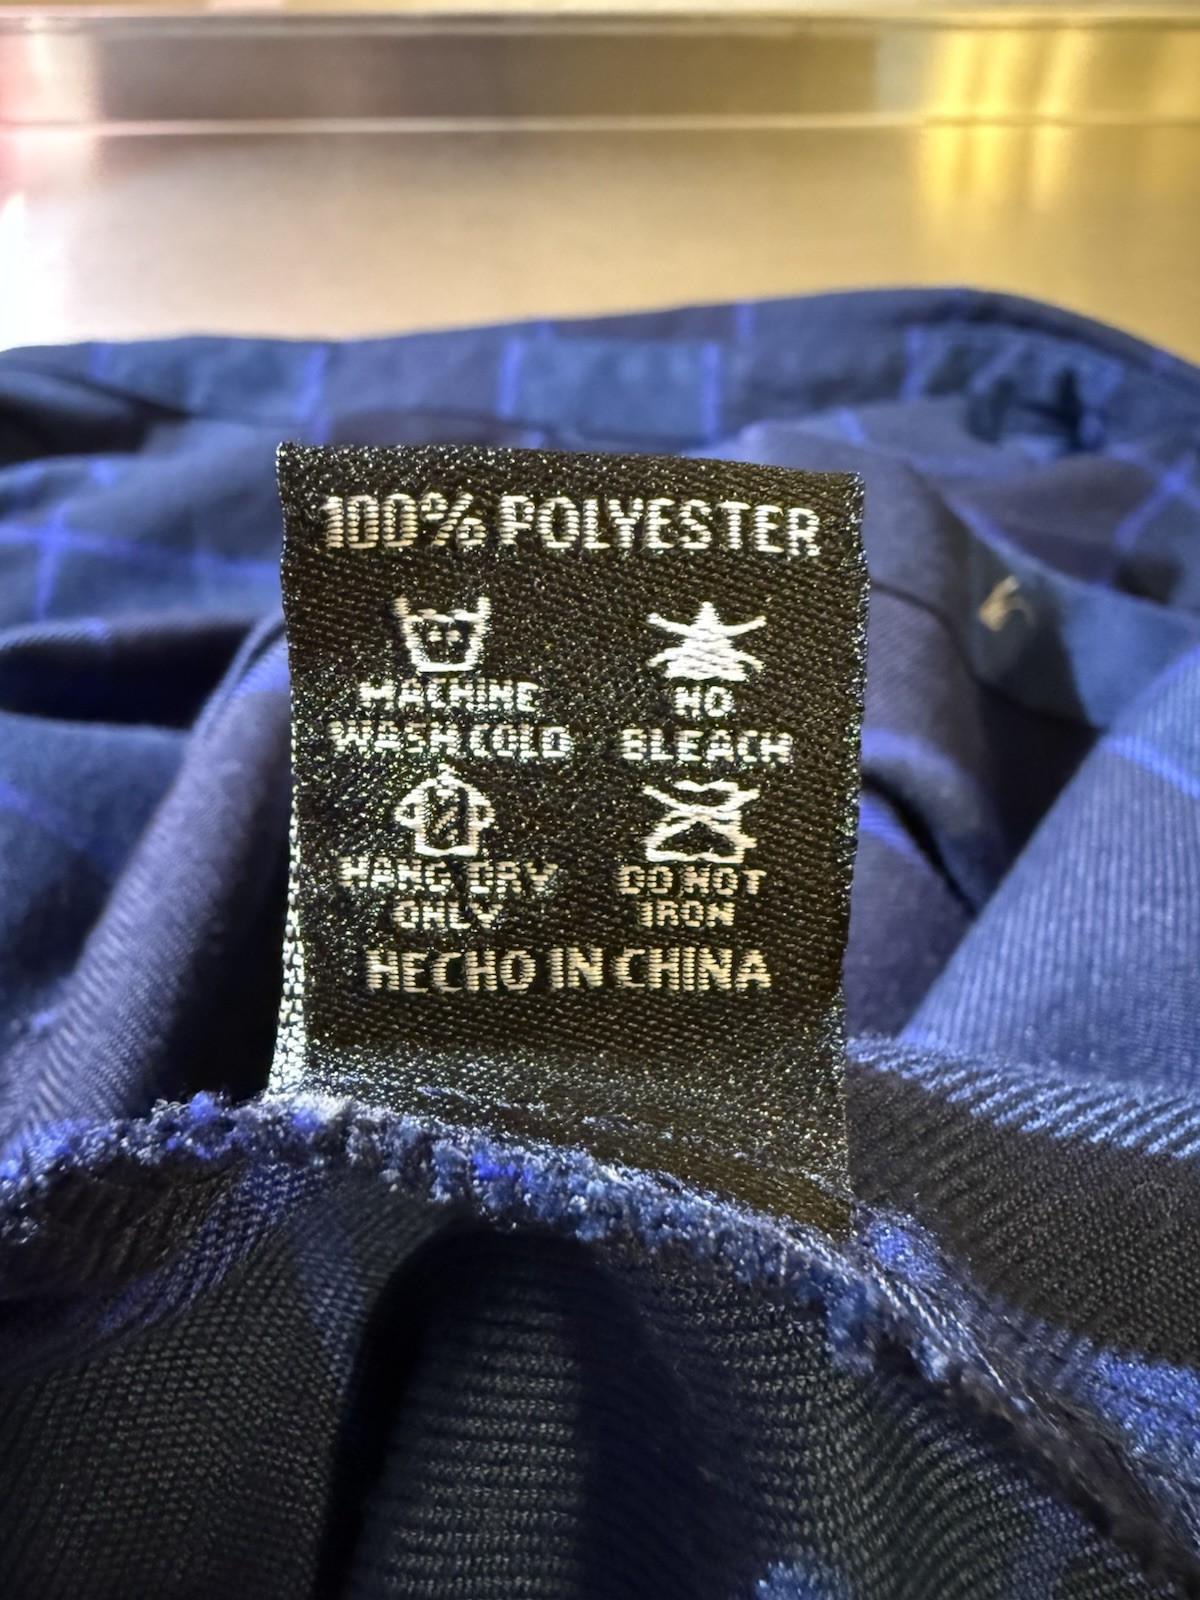 100% POLYESTER
MACHINE WASH COLD
NO BLEACH
HANG DRY ONLY
DO NOT IRON
HECHO IN CHINA